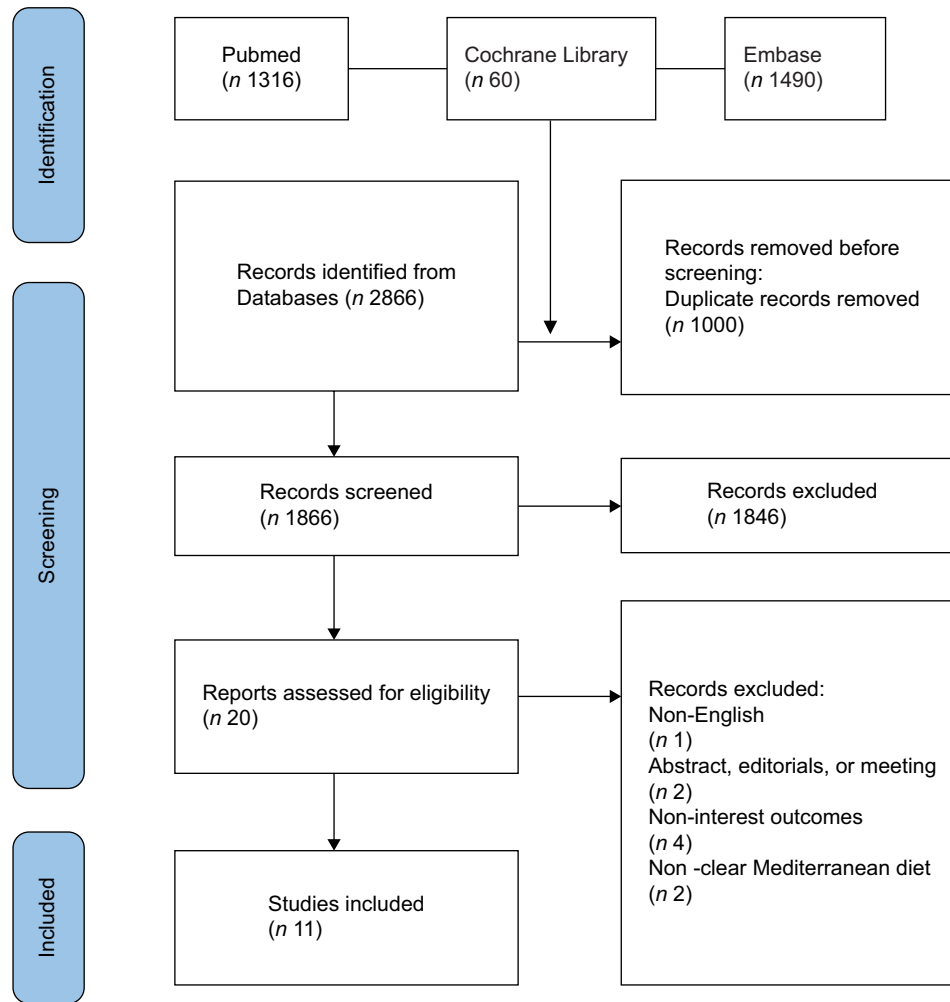 Identification
Pubmed
(n 1316)
Cochrane Library
(n 60)
Embase
(n 1490)
Records identified from
Databases (n 2866)
Records removed before
screening:
Duplicate records removed
(n 1000)
Screening
Records screened
(n 1866)
Records excluded
(n 1846)
Reports assessed for eligibility
(n 20)
Records excluded:
Non-English
(n 1)
Abstract, editorials, or meeting
(n 2)
Non-interest outcomes
(n 4)
Non -clear Mediterranean diet
(n 2)
Included
Studies included
(n 11)